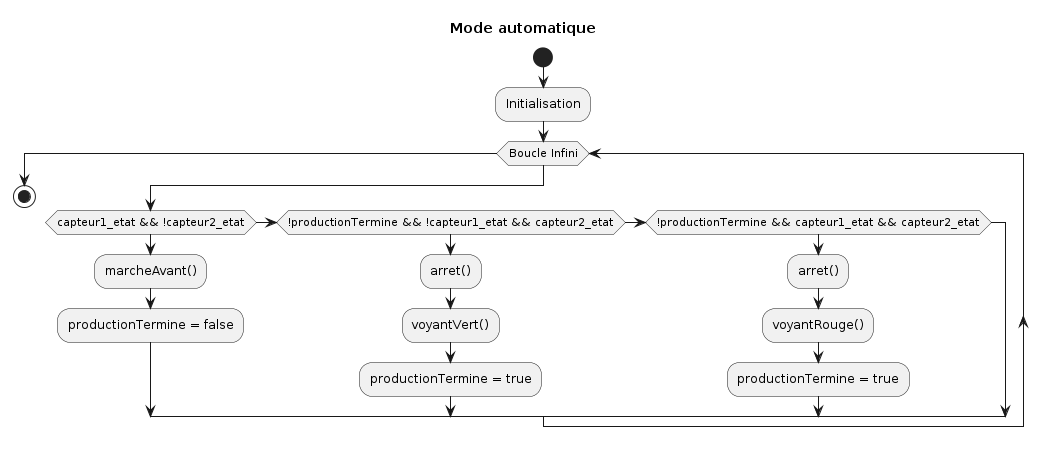 Mode automatique
Initialisation
Boucle Infini
capteur1_etat && !capteur2_etat
!productionTermine && !capteur1_etat && capteur2_etat
!productionTermine && capteur1_etat && capteur2_etat
marcheAvant()
arret()
arret()
productionTermine = false
voyantVert()
voyantRouge()
productionTermine = true
productionTermine = true